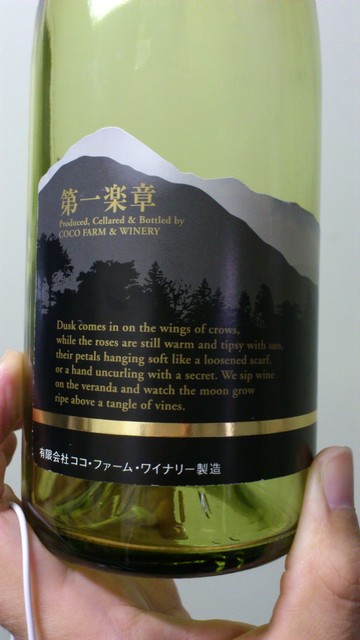 第一楽章
Produced, Cellared & Bottled by
COCO FARM & WINERY
Dusk comes in on the wings of crows,
while the roses are still warm and tipsy with sun,
their petals hanging soft like a loosened scarf,
or a hand uncurling with a secret. We sip wine
on the veranda and watch the moon grow
ripe above a tangle of vines.
有限会社ココ・ファーム・ワイナリー製造